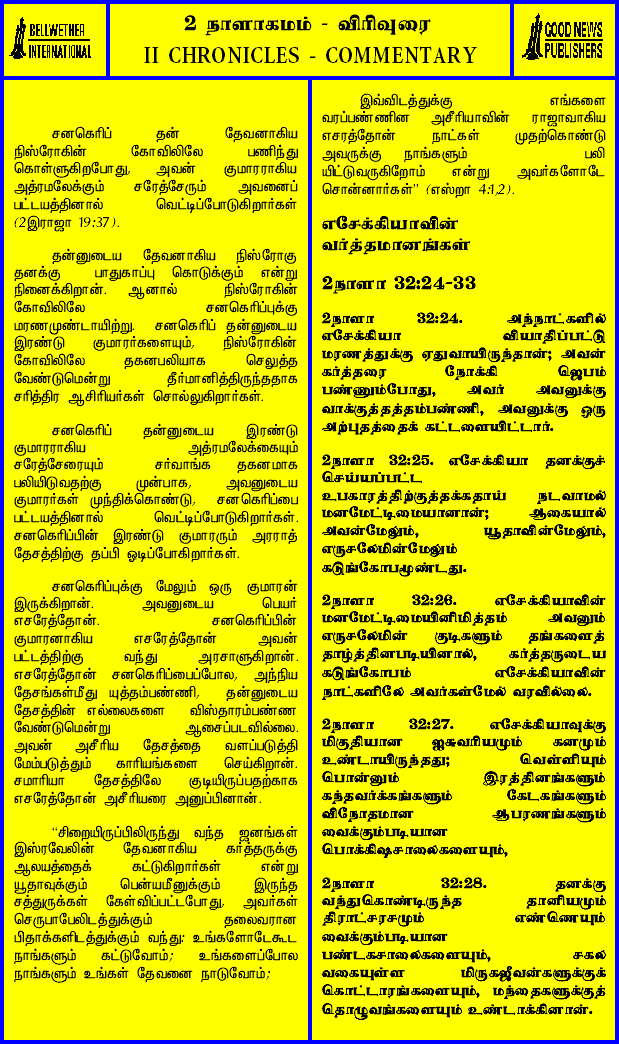 BELLWETHER
INTERNATIONAL
2 நாளாகமம் - விரிவுரை
II CHRONICLES - COMMENTARY
GOOD NEWS
PUBLISHERS
சனகெரிப் தன் தேவனாகிய
நிஸ்ரோகின் கோவிலிலே பணிந்து
கொள்ளுகிறபோது, அவன் குமாரராகிய
அத்ரமலேக்கும் சரேத்சேரும் அவனைப்
பட்டயத்தினால் வெட்டிப்போடுகிறார்கள்
(2இராஜா 19:37).
தன்னுடைய தேவனாகிய நிஸ்ரோகு
தனக்கு பாதுகாப்பு கொடுக்கும் என்று
நினைக்கிறான். ஆனால் நிஸ்ரோகின்
கோவிலிலே சனகெரிப்புக்கு
மரணமுண்டாயிற்று. சனகெரிப் தன்னுடைய
இரண்டு குமாரர்களையும், நிஸ்ரோகின்
கோவிலிலே தகனபலியாக செலுத்த
வேண்டுமென்று தீர்மானித்திருந்ததாக
சரித்திர ஆசிரியர்கள் சொல்லுகிறார்கள்.
சனகெரிப் தன்னுடைய இரண்டு
குமாரராகிய அத்ரமலேக்கையும்
சரேத்சேரையும் சர்வாங்க தகனமாக
பலியிடுவதற்கு முன்பாக, அவனுடைய
குமாரர்கள் முந்திக்கொண்டு, சனகெரிப்பை
பட்டயத்தினால் வெட்டிப்போடுகிறார்கள்.
சனகெரிப்பின் இரண்டு குமாரரும் அரராத்
தேசத்திற்கு தப்பி ஓடிப்போகிறார்கள்.
சனகெரிப்புக்கு மேலும் ஒரு குமாரன்
இருக்கிறான். அவனுடைய பெயர்
எசரேத்தோன். சனகெரிப்பின்
குமாரனாகிய எசரேத்தோன் அவன்
பட்டத்திற்கு வந்து அரசாளுகிறான்.
எசரேத்தோன் சனகெரிப்பைப்போல, அந்நிய
தேசங்கள்மீது யுத்தம்பண்ணி, தன்னுடைய
தேசத்தின் எல்லைகளை விஸ்தாரம்பண்ண
வேண்டுமென்று ஆசைப்படவில்லை.
அவன் அசீரிய தேசத்தை வளப்படுத்தி
மேம்படுத்தும் காரியங்களை செய்கிறான்.
சமாரியா தேசத்திலே குடியிருப்பதற்காக
எசரேத்தோன் அசீரியரை அனுப்பினான்.
“சிறையிருப்பிலிருந்து வந்த ஜனங்கள்
இஸ்ரவேலின் தேவனாகிய கர்த்தருக்கு
ஆலயத்தைக் கட்டுகிறார்கள் என்று
யூதாவுக்கும் பென்யமீனுக்கும் இருந்த
சத்துருக்கள் கேள்விப்பட்டபோது, அவர்கள்
செருபாபேலிடத்துக்கும் தலைவரான
பிதாக்களிடத்துக்கும் வந்து: உங்களோடேகூட
நாங்களும் கட்டுவோம்; உங்களைப்போல
நாங்களும் உங்கள் தேவனை நாடுவோம்;
இவ்விடத்துக்கு எங்களை
வரப்பண்ணின அசீரியாவின் ராஜாவாகிய
எசரத்தோன் நாட்கள் முதற்கொண்டு
அவருக்கு நாங்களும் பலி
யிட்டுவருகிறோம் என்று அவர்களோடே
சொன்னார்கள்” (எஸ்றா 4:1,2).
எசேக்கியாவின்
வர்த்தமானங்கள்
2நாளா 32:24-33
2நாளா 32:24. அந்நாட்களில்
எசேக்கியா வியாதிப்பட்டு
மரணத்துக்கு ஏதுவாயிருந்தான்; அவன்
கர்த்தரை நோக்கி ஜெபம்
பண்ணும்போது, அவர் அவனுக்கு
வாக்குத்தத்தம்பண்ணி, அவனுக்கு ஒரு
அற்புதத்தைக் கட்டளையிட்டார்.
2நாளா 32:25. எசேக்கியா தனக்குச்
செய்யப்பட்ட
உபகாரத்திற்குத்தக்கதாய் நடவாமல்
மனமேட்டிமையானான்; ஆகையால்
அவன்மேலும், யூதாவின்மேலும்,
எருசலேமின்மேலும்
கடுங்கோபமூண்டது.
2நாளா 32:26. எசேக்கியாவின்
மனமேட்டிமையினிமித்தம் அவனும்
எருசலேமின் குடிகளும் தங்களைத்
தாழ்த்தினபடியினால், கர்த்தருடைய
கடுங்கோபம் எசேக்கியாவின்
நாட்களிலே அவர்கள்மேல் வரவில்லை.
2நாளா 32:27. எசேக்கியாவுக்கு
மிகுதியான ஐசுவரியமும் கனமும்
உண்டாயிருந்தது; வெள்ளியும்
பொன்னும் இரத்தினங்களும்
கந்தவர்க்கங்களும் கேடகங்களும்
விநோதமான ஆபரணங்களும்
வைக்கும்படியான
பொக்கிஷசாலைகளையும்,
2நாளா 32:28. தனக்கு
வந்துகொண்டிருந்த தானியமும்
திராட்சரசமும் எண்ணெயும்
வைக்கும்படியான
பண்டகசாலைகளையும், சகல
வகையுள்ள மிருகஜீவன்களுக்குக்
கொட்டாரங்களையும், மந்தைகளுக்குத்
தொழுவங்களையும் உண்டாக்கினான்.